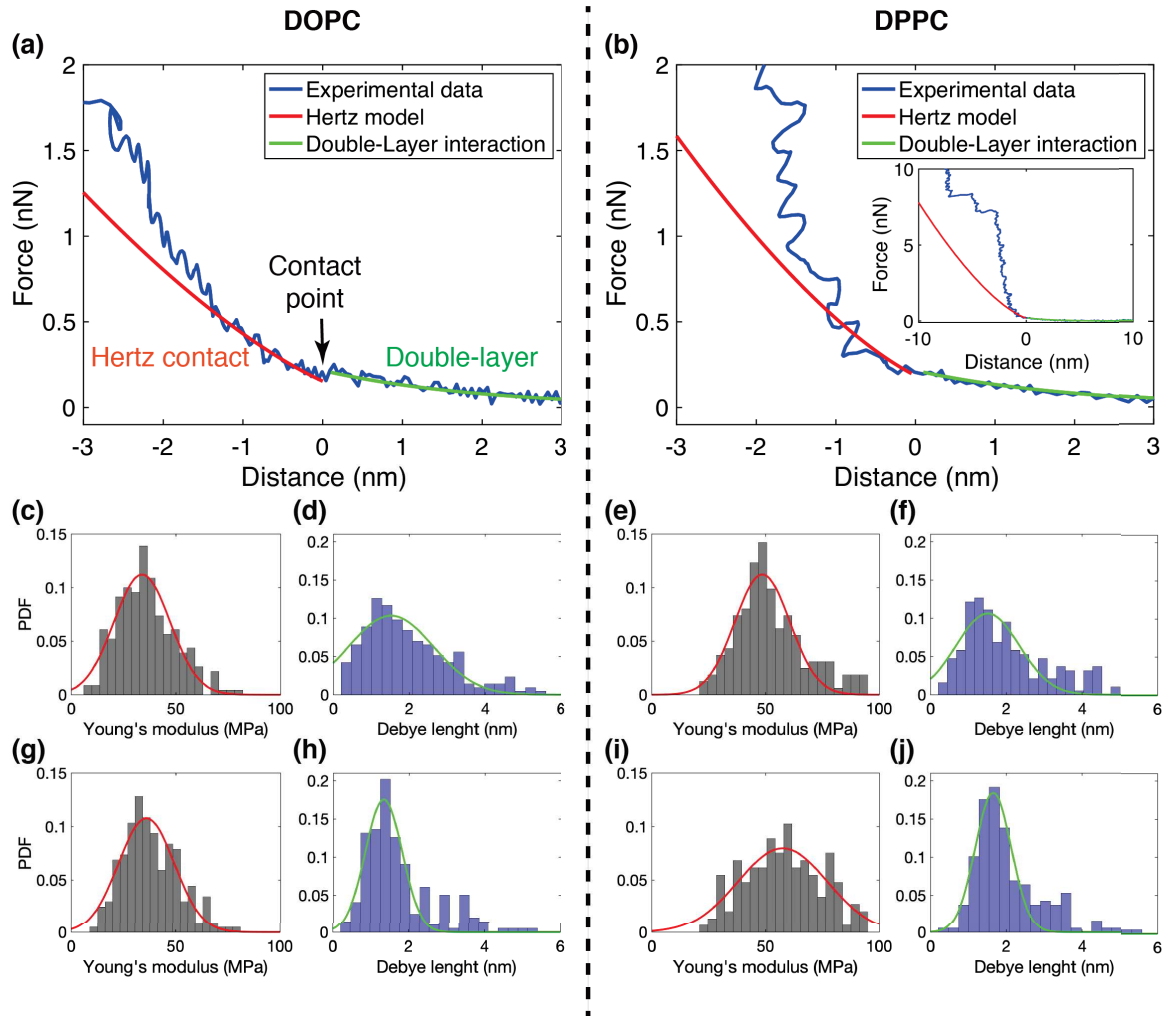 DOPC
DPPC
(a)
2
1.5
1
0.5
0
Force (nN)
Experimental data
Hertz model
Double-Layer interaction
Contact
point
Hertz contact
Double-layer
-3 -2 -1 0 1 2 3
Distance (nm)
(b)
2
1.5
1
0.5
0
Force (nN)
Experimental data
Hertz model
Double-Layer interaction
10
5
0
Force (nN)
-10 0 10
Distance (nm)
-3 -2 -1 0 1 2 3
Distance (nm)
(c)
0.15
0.1
0.05
0
PDF
0 50 100
Young's modulus (MPa)
(d)
0.2
0.15
0.1
0.05
0
0 2 4 6
Debye lenght (nm)
(e)
0.15
0.1
0.05
0
0 50 100
Young's modulus (MPa)
(f)
0.2
0.15
0.1
0.05
0
0 2 4 6
Debye lenght (nm)
(g)
0.15
0.1
0.05
0
PDF
0 50 100
Young's modulus (MPa)
(h)
0.2
0.15
0.1
0.05
0
0 2 4 6
Debye lenght (nm)
(i)
0.15
0.1
0.05
0
0 50 100
Young's modulus (MPa)
(j)
0.2
0.15
0.1
0.05
0
0 2 4 6
Debye lenght (nm)